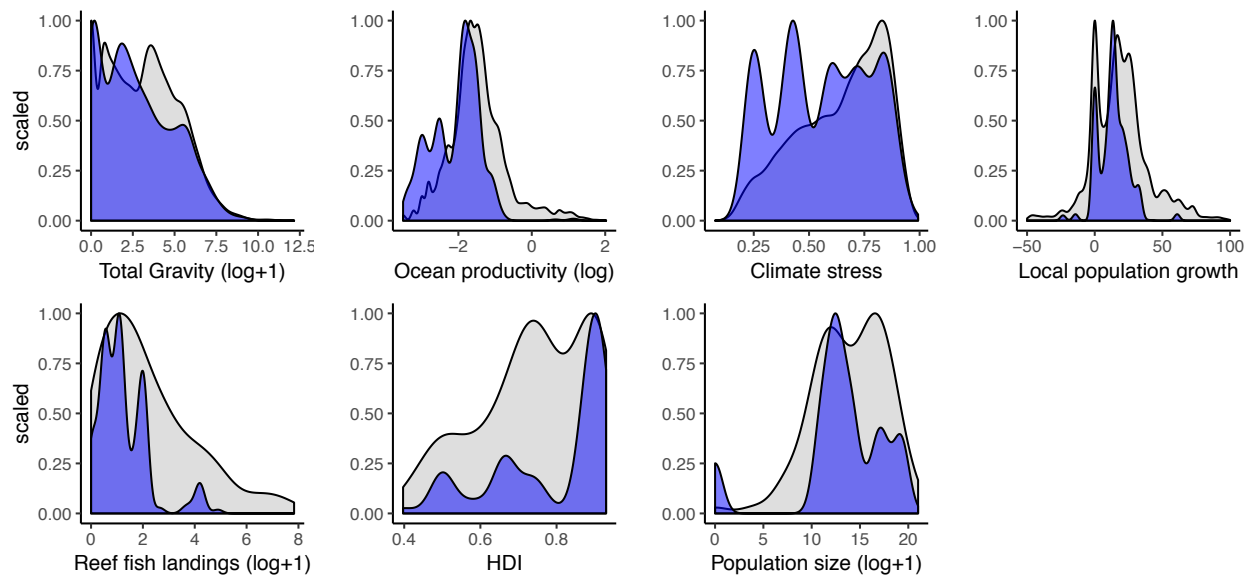 scaled
1.00
0.75
0.50
0.25
0.00
0.0 2.5 5.0 7.5 10.0 12.5
Total Gravity (log+1)
1.00
0.75
0.50
0.25
0.00
−2 0 2
Ocean productivity (log)
1.00
0.75
0.50
0.25
0.00
0.25 0.50 0.75 1.00
Climate stress
1.00
0.75
0.50
0.25
0.00
−50 0 50 100
Local population growth
scaled
1.00
0.75
0.50
0.25
0.00
0 2 4 6 8
Reef fish landings (log+1)
1.00
0.75
0.50
0.25
0.00
0.4 0.6 0.8
HDI
1.00
0.75
0.50
0.25
0.00
0 5 10 15 20
Population size (log+1)